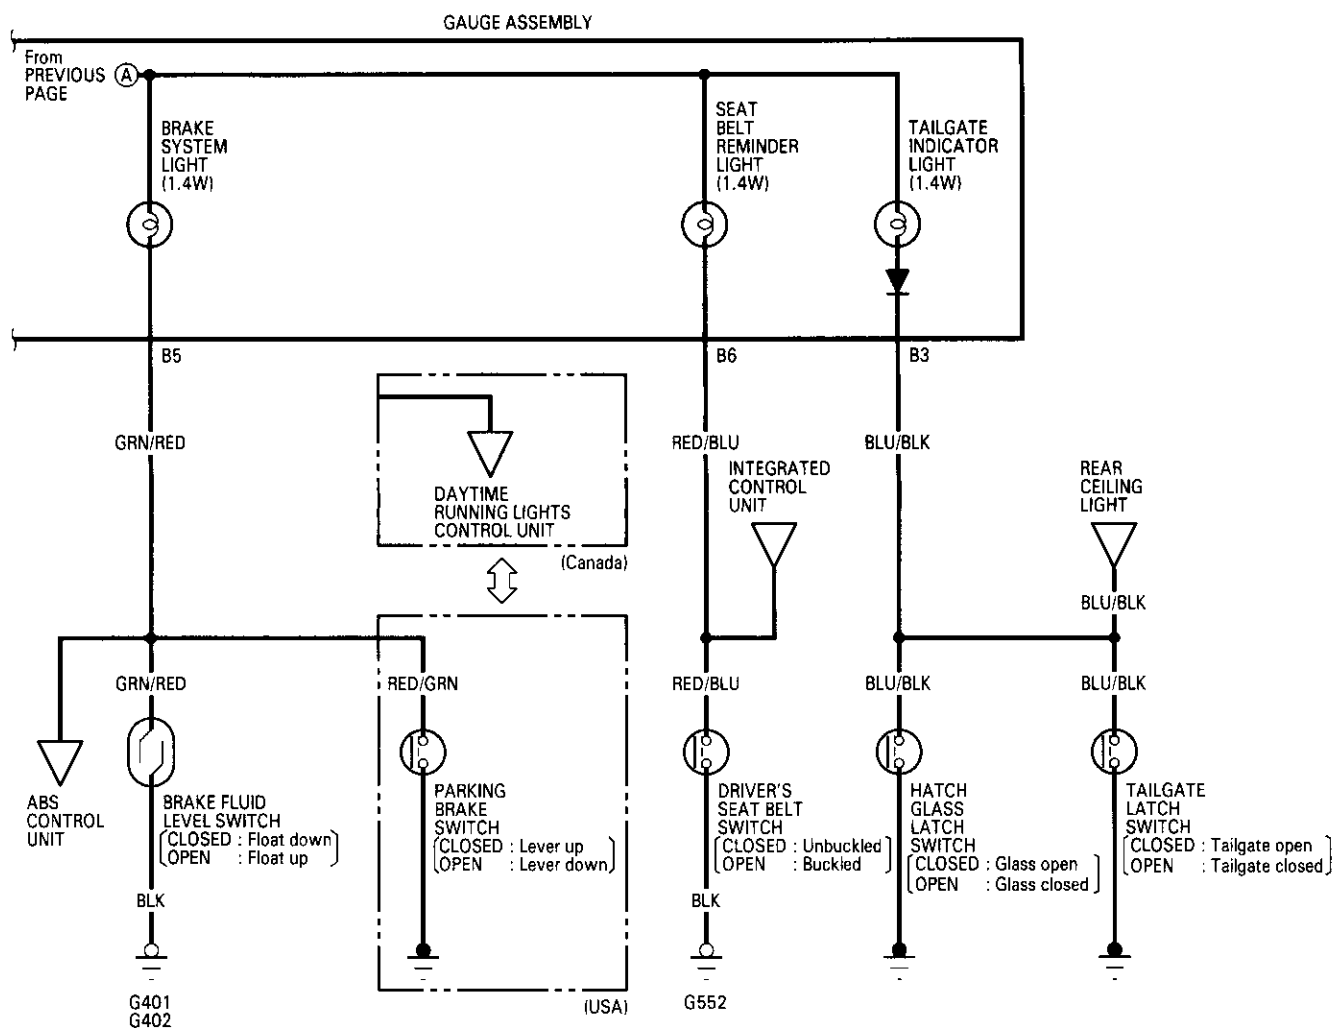 GAUGE ASSEMBLY
From
PREVIOUS
PAGE
A
BRAKE
SYSTEM
LIGHT
(1.4W)
SEAT
BELT
REMINDER
LIGHT
(1.4W)
TAILGATE
INDICATOR
LIGHT
(1.4W)
B5
B6
B3
GRN/RED
DAYTIME
RUNNING LIGHTS
CONTROL UNIT
(Canada)
RED/BLU
INTEGRATED
CONTROL
UNIT
BLU/BLK
REAR
CEILING
LIGHT
BLU/BLK
GRN/RED
RED/GRN
RED/BLU
BLU/BLK
BLU/BLK
ABS
CONTROL
UNIT
BRAKE FLUID
LEVEL SWITCH
CLOSED : Float down
OPEN : Float up
PARKING
BRAKE
SWITCH
CLOSED : Lever up
OPEN : Lever down
DRIVER'S
SEAT BELT
SWITCH
CLOSED : Unbuckled
OPEN : Buckled
HATCH
GLASS
LATCH
SWITCH
CLOSED : Glass open
OPEN : Glass closed
TAILGATE
LATCH
SWITCH
CLOSED : Tailgate open
OPEN : Tailgate closed
BLK
BLK
G401
G402
(USA)
G552